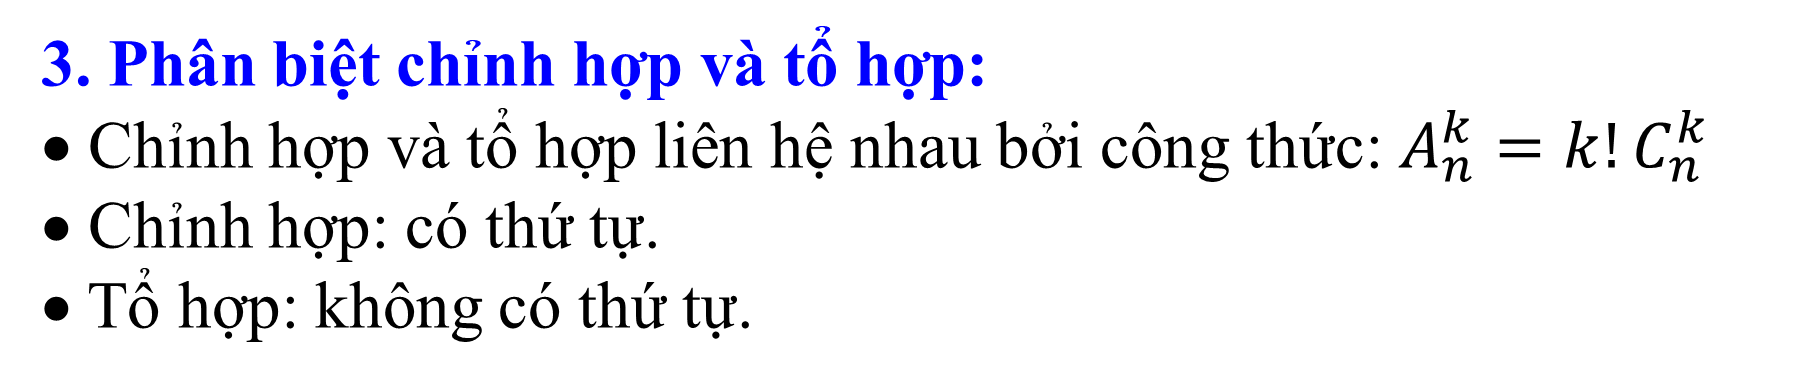 3. Phân biệt chỉnh hợp và tổ hợp:
• Chỉnh hợp và tổ hợp liên hệ nhau bởi công thức: $A_n^k = k!\, C_n^k$
• Chỉnh hợp: có thứ tự.
• Tổ hợp: không có thứ tự.